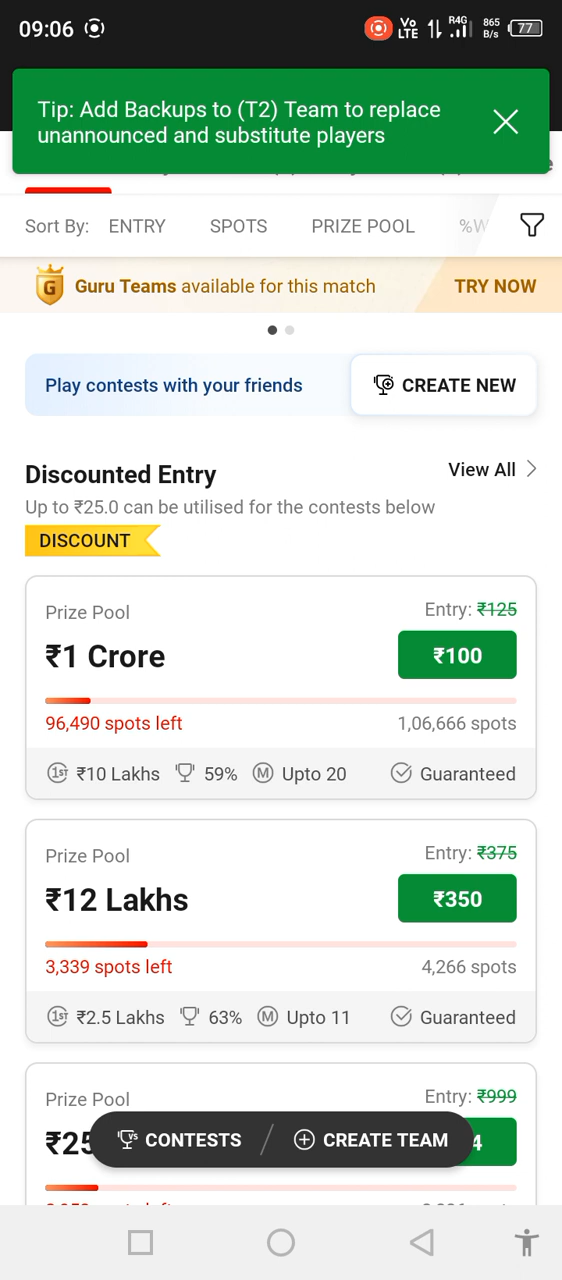 09:06 Vo LTE R4G 865 B/s 77
Tip: Add Backups to (T2) Team to replace
unannounced and substitute players
Sort By: ENTRY SPOTS PRIZE POOL %W
G Guru Teams available for this match TRY NOW
Play contests with your friends CREATE NEW
Discounted Entry View All
Up to ₹25.0 can be utilised for the contests below
DISCOUNT
Prize Pool Entry: ₹125
₹1 Crore ₹100
96,490 spots left 1,06,666 spots
1ST ₹10 Lakhs 59% M Upto 20 Guaranteed
Prize Pool Entry: ₹375
₹12 Lakhs ₹350
3,339 spots left 4,266 spots
1ST ₹2.5 Lakhs 63% M Upto 11 Guaranteed
Prize Pool Entry: ₹999
₹25 4
VS CONTESTS CREATE TEAM